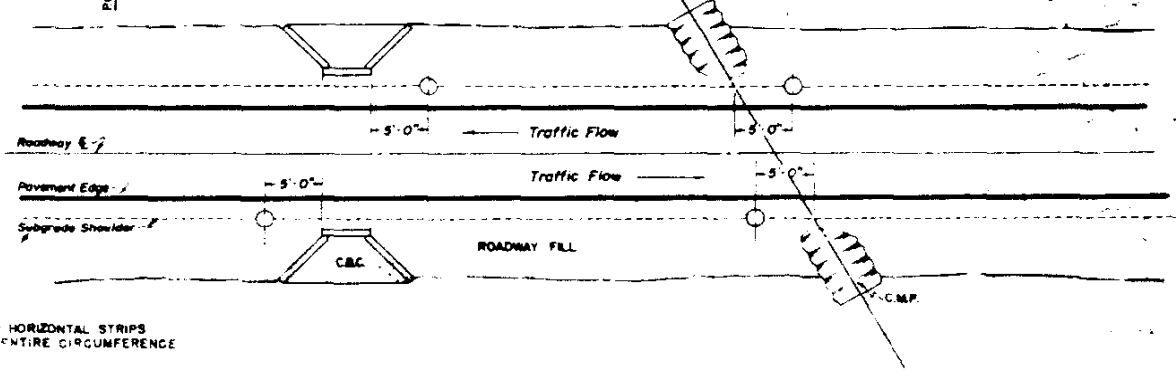 5'-0"
Traffic Flow
5'-0"
Roadway ℄
5'-0"
Traffic Flow
5'-0"
Pavement Edge
Subgrade Shoulder
ROADWAY FILL
C.B.C.
C.M.P.
HORIZONTAL STRIPS
ENTIRE CIRCUMFERENCE